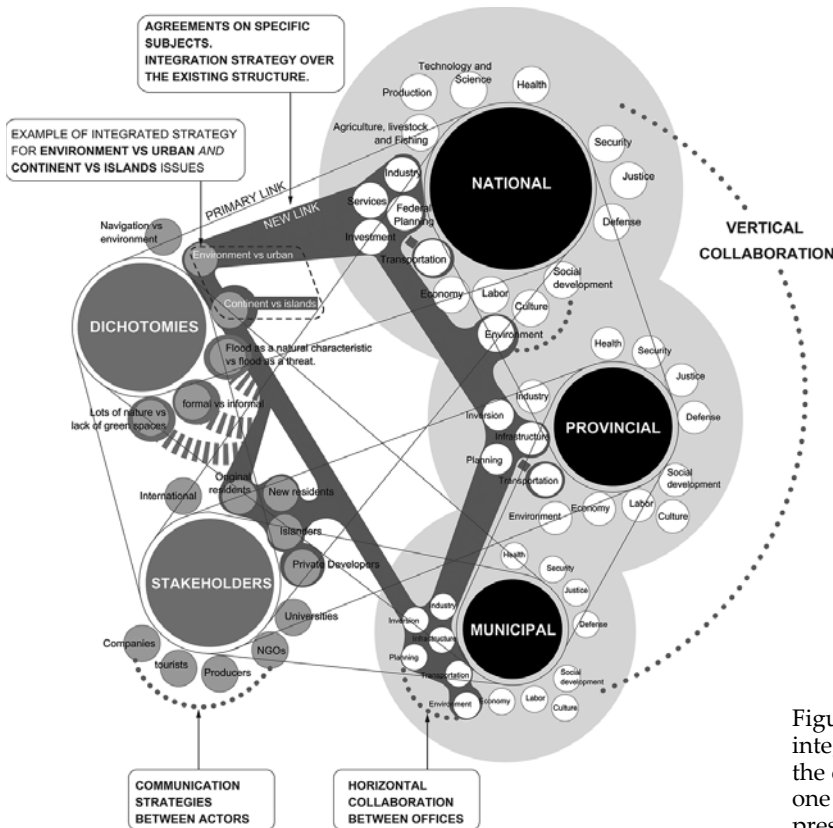 AGREEMENTS ON SPECIFIC
SUBJECTS.
INTEGRATION STRATEGY OVER
THE EXISTING STRUCTURE.
EXAMPLE OF INTEGRATED STRATEGY
FOR ENVIRONMENT VS URBAN AND
CONTINENT VS ISLANDS ISSUES
PRIMARY LINK
NEW LINK
Navigation vs
environment
Environment vs urban
Continent vs islands
DICHOTOMIES
Flood as a natural characteristic
vs flood as a threat.
formal vs informal
Lots of nature vs
lack of green spaces
International
Original
residents
New residents
Islanders
Private Developers
STAKEHOLDERS
Universities
NGOs
Producers
tourists
Companies
COMMUNICATION
STRATEGIES
BETWEEN ACTORS
Technology and
Science
Health
Production
Agriculture, livestock
and Fishing
Industry
Services
Federal
Planning
Investment
Transportation
NATIONAL
Security
Justice
Defense
Social
development
Economy
Labor
Culture
Environment
VERTICAL
COLLABORATION
Health
Security
Justice
Defense
Industry
Inversion
Infrastructure
Planning
Transportation
PROVINCIAL
Social
development
Environment
Economy
Labor
Culture
Health
Security
Justice
Defense
Industry
Inversion
Infrastructure
Planning
Transportation
MUNICIPAL
Social
development
Environment
Economy
Labor
Culture
HORIZONTAL
COLLABORATION
BETWEEN OFFICES
Figu
inte
the
one
pres